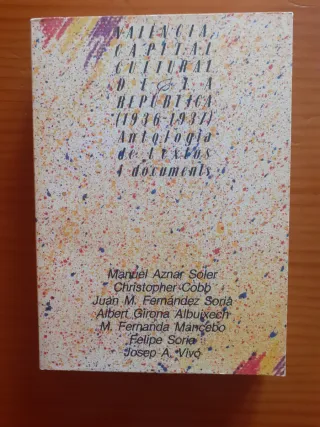 VALÈNCIA,
CAPITAL
CULTURAL
DE LA
REPÚBLICA
(1936-1937)
Antologia
de textos
i documents
Manuel Aznar Soler
Christopher Cobb
Juan M. Fernández Soria
Albert Girona Albuixech
M. Fernanda Mancebo
Felipe Soria
Josep A. Vivó